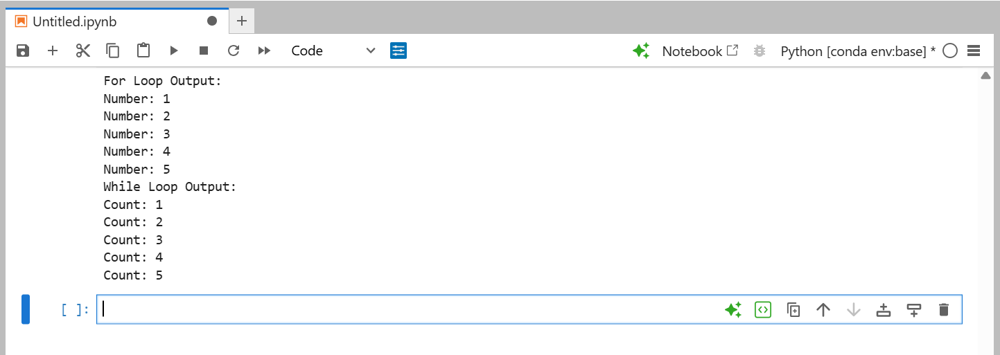 Untitled.ipynb
Code
Notebook
Python [conda env:base] *
For Loop Output:
Number: 1
Number: 2
Number: 3
Number: 4
Number: 5
While Loop Output:
Count: 1
Count: 2
Count: 3
Count: 4
Count: 5
[ ]: